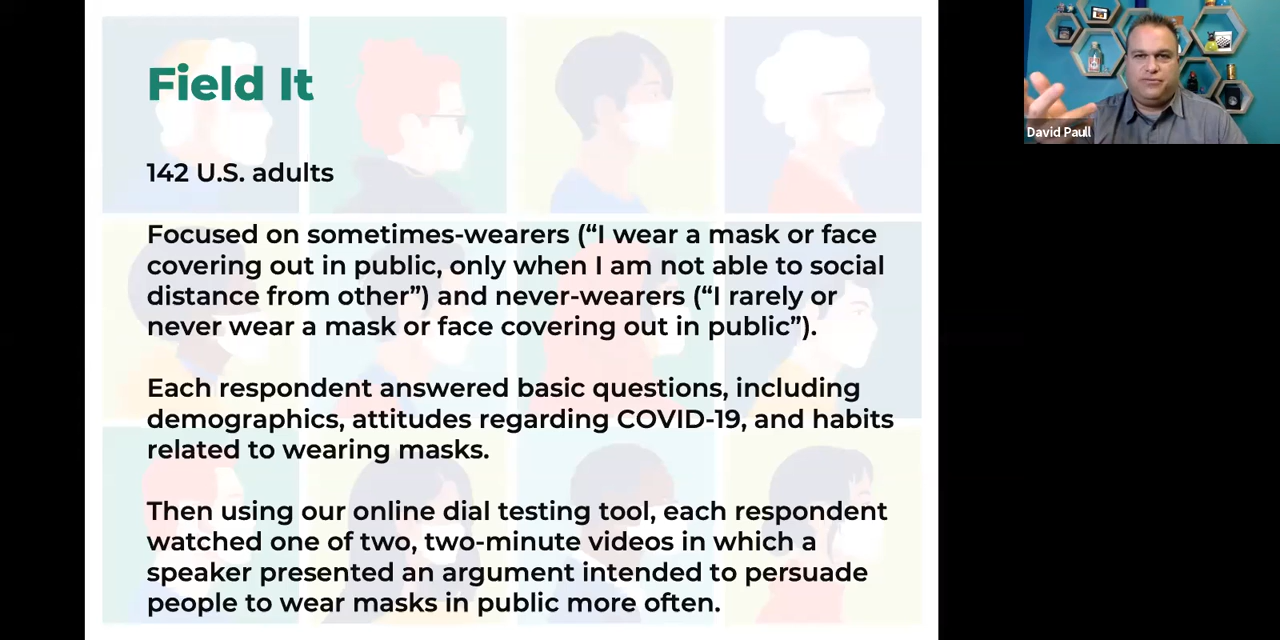 Field It
142 U.S. adults
Focused on sometimes-wearers (“I wear a mask or face
covering out in public, only when I am not able to social
distance from other”) and never-wearers (“I rarely or
never wear a mask or face covering out in public”).
Each respondent answered basic questions, including
demographics, attitudes regarding COVID-19, and habits
related to wearing masks.
Then using our online dial testing tool, each respondent
watched one of two, two-minute videos in which a
speaker presented an argument intended to persuade
people to wear masks in public more often.
David Paull